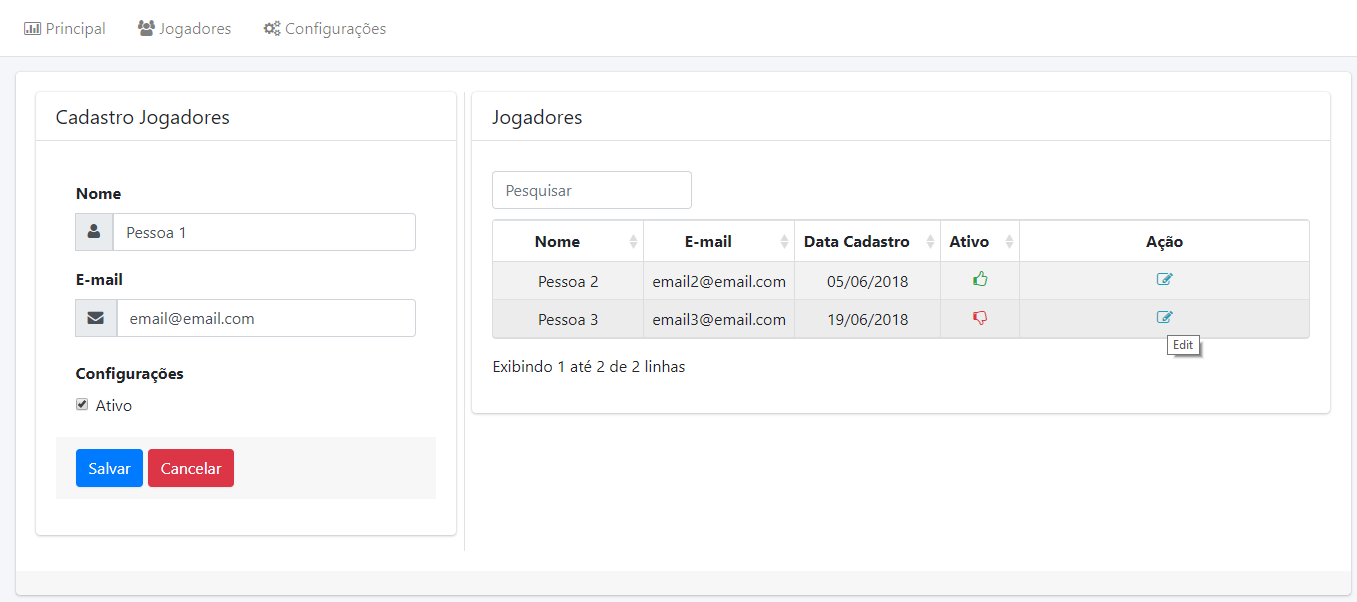 Principal Jogadores Configurações
Cadastro Jogadores
Nome
Pessoa 1
E-mail
email@email.com
Configurações
Ativo
Salvar Cancelar
Jogadores
Pesquisar
Nome E-mail Data Cadastro Ativo Ação
Pessoa 2 email2@email.com 05/06/2018
Pessoa 3 email3@email.com 19/06/2018
Edit
Exibindo 1 até 2 de 2 linhas